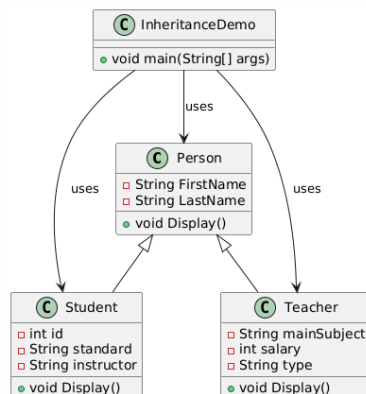 C InheritanceDemo
void main(String[] args)
uses
C Person
String FirstName
String LastName
void Display()
uses
uses
C Student
int id
String standard
String instructor
void Display()
C Teacher
String mainSubject
int salary
String type
void Display()